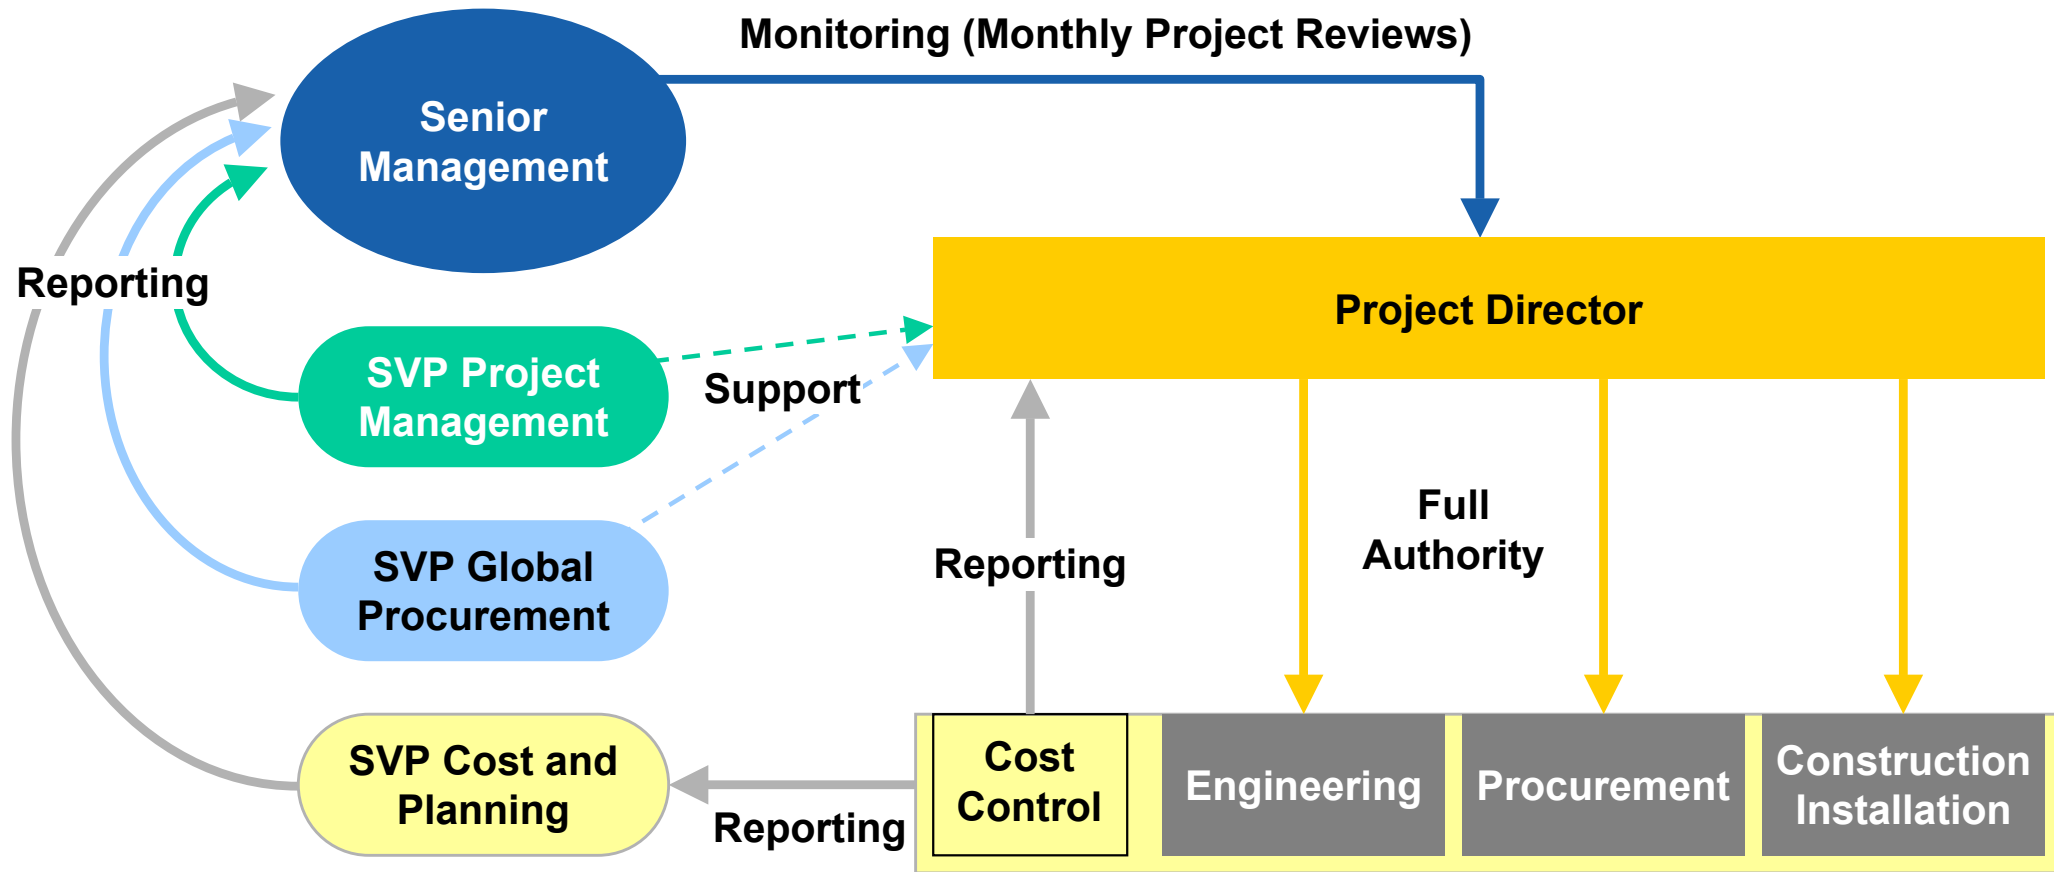 Monitoring (Monthly Project Reviews)
Senior
Management
Reporting
Project Director
SVP Project
Management
Support
SVP Global
Procurement
Full
Authority
Reporting
SVP Cost and
Planning
Reporting
Cost
Control
Engineering
Procurement
Construction
Installation